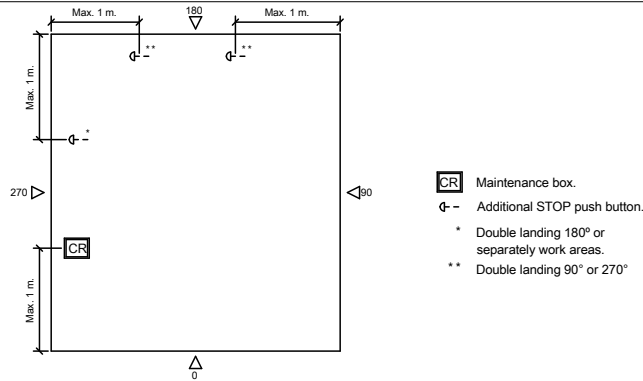 180
Max. 1 m.
Max. 1 m.
**
**
Max. 1 m.
*
270
90
CR
Max. 1 m.
0
CR Maintenance box.
Additional STOP push button.
* Double landing 180º or
separately work areas.
** Double landing 90° or 270°